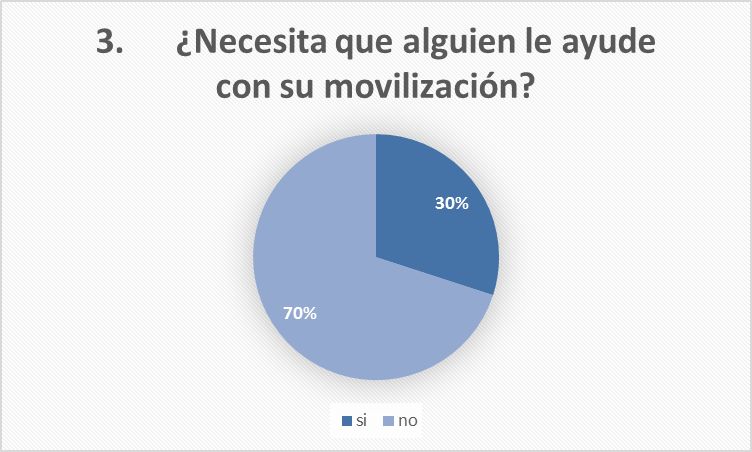 3. ¿Necesita que alguien le ayude
con su movilización?
30%
70%
si no